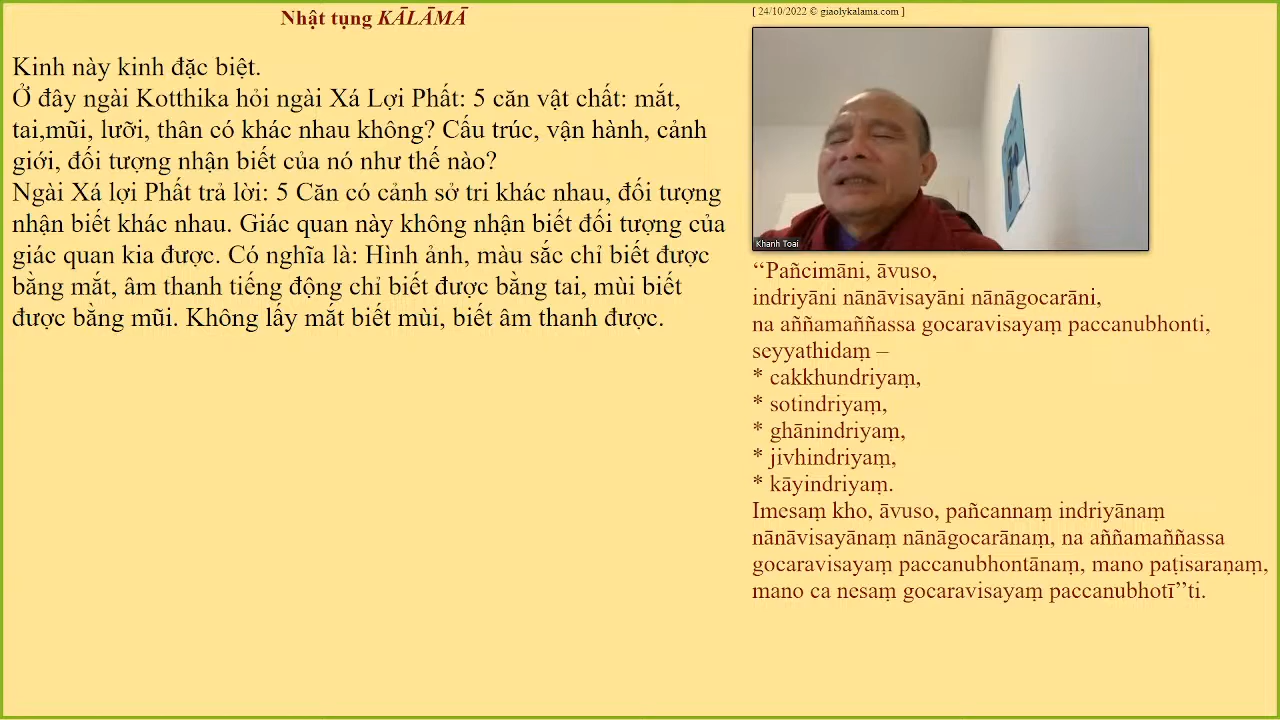 Nhật tụng KĀLĀMĀ
Kinh này kinh đặc biệt.
Ở đây ngài Kotthika hỏi ngài Xá Lợi Phất: 5 căn vật chất: mắt,
tai,mũi, lưỡi, thân có khác nhau không? Cấu trúc, vận hành, cảnh
giới, đối tượng nhận biết của nó như thế nào?
Ngài Xá lợi Phất trả lời: 5 Căn có cảnh sở tri khác nhau, đối tượng
nhận biết khác nhau. Giác quan này không nhận biết đối tượng của
giác quan kia được. Có nghĩa là: Hình ảnh, màu sắc chỉ biết được
bằng mắt, âm thanh tiếng động chỉ biết được bằng tai, mùi biết
được bằng mũi. Không lấy mắt biết mùi, biết âm thanh được.
[ 24/10/2022 © giaolykalama.com ]
Khanh Toai
“Pañcimāni, āvuso,
indriyāni nānāvisayāni nānāgocarāni,
na aññamaññassa gocaravisayaṃ paccanubhonti,
seyyathidaṃ –
* cakkhundriyaṃ,
* sotindriyaṃ,
* ghānindriyaṃ,
* jivhindriyaṃ,
* kāyindriyaṃ.
Imesaṃ kho, āvuso, pañcannaṃ indriyānaṃ
nānāvisayānaṃ nānāgocarānaṃ, na aññamaññassa
gocaravisayaṃ paccanubhontānaṃ, mano paṭisaraṇaṃ,
mano ca nesaṃ gocaravisayaṃ paccanubhotī”ti.